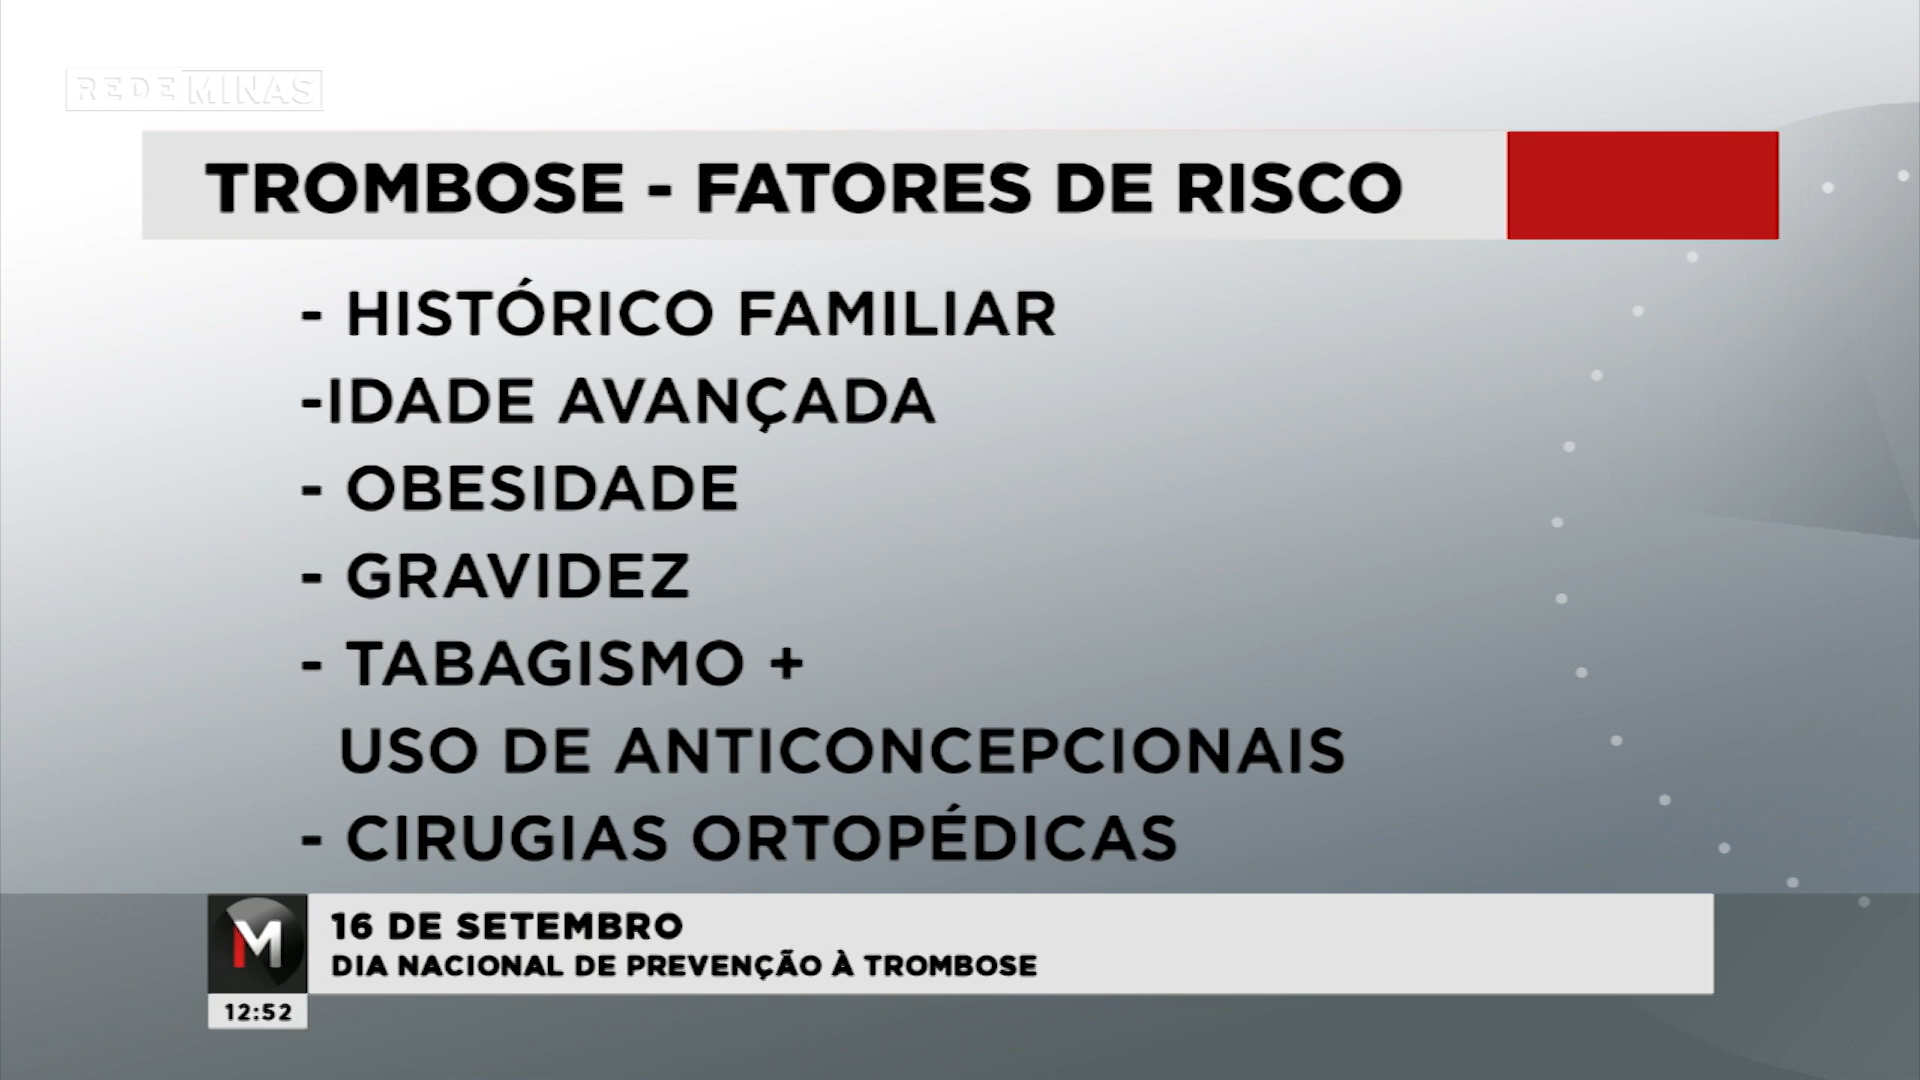 REDE MINAS
TROMBOSE - FATORES DE RISCO
- HISTÓRICO FAMILIAR
-IDADE AVANÇADA
- OBESIDADE
- GRAVIDEZ
- TABAGISMO +
USO DE ANTICONCEPCIONAIS
- CIRUGIAS ORTOPÉDICAS
M
16 DE SETEMBRO
DIA NACIONAL DE PREVENÇÃO À TROMBOSE
12:52